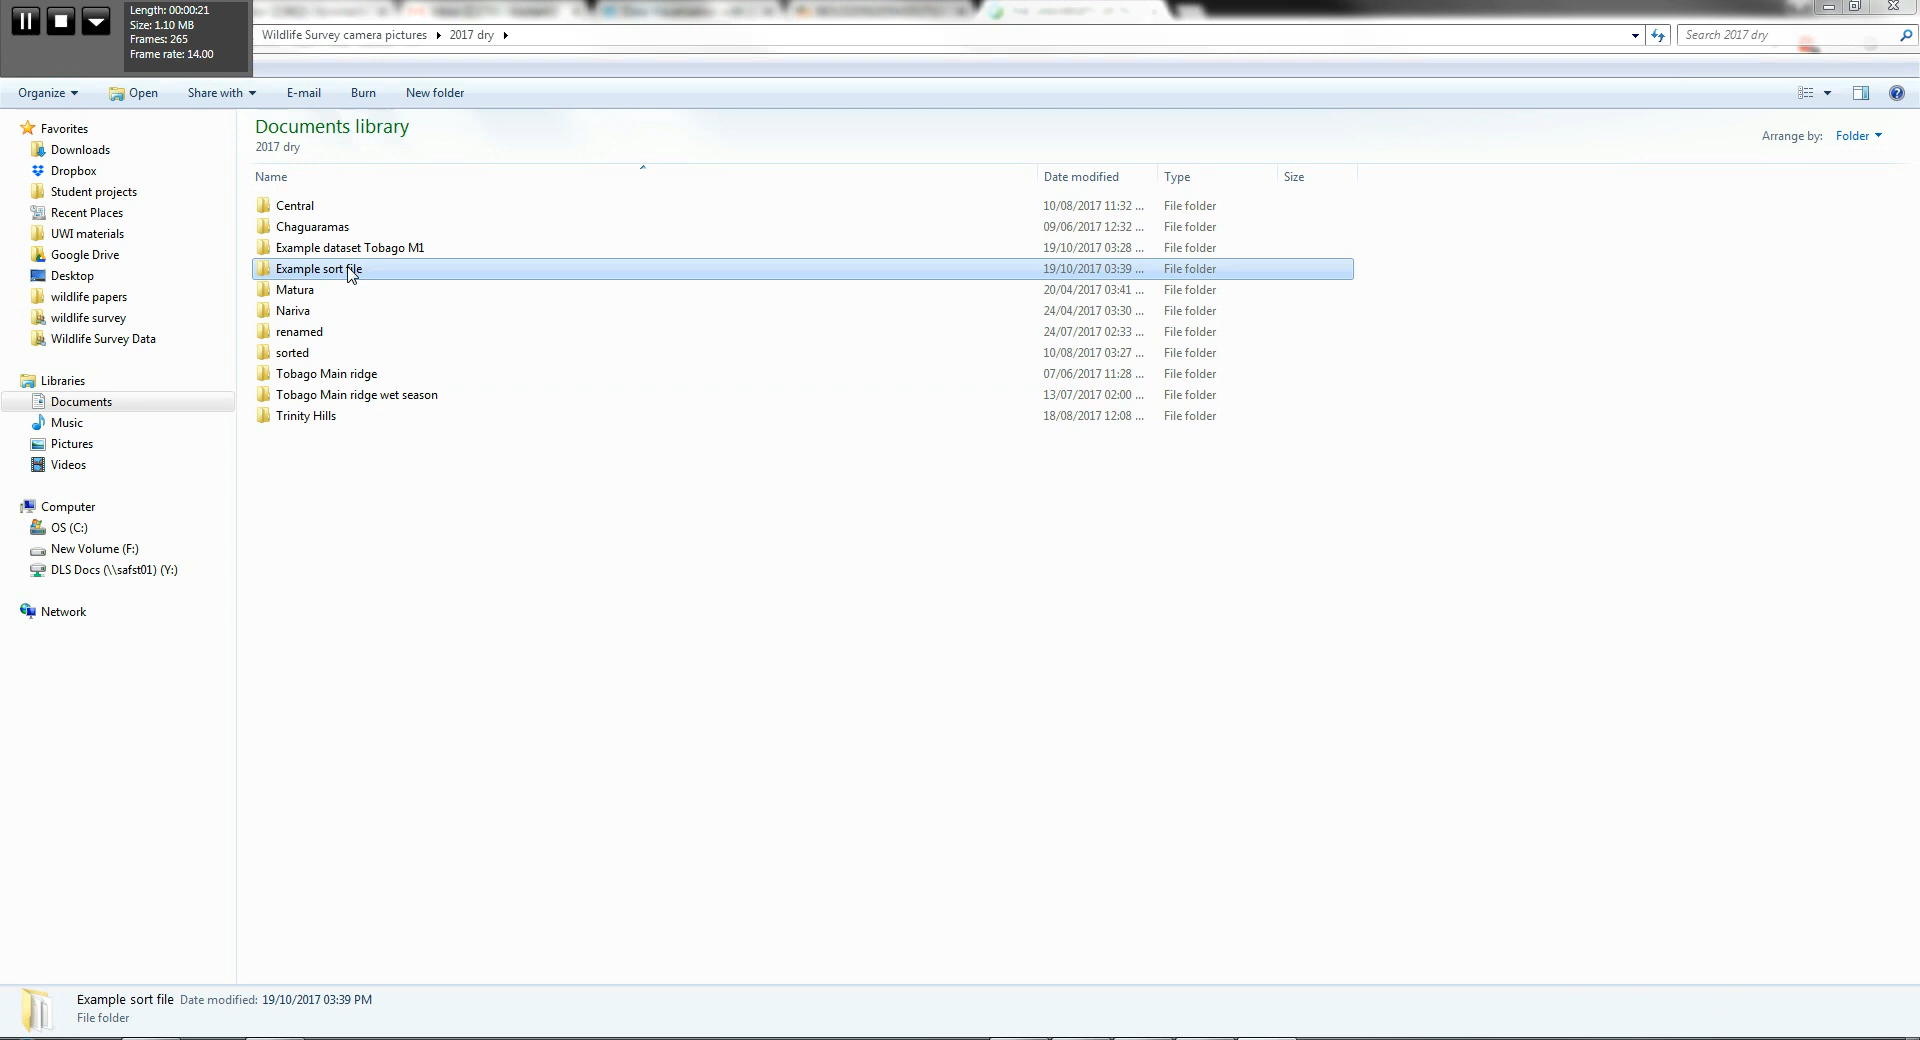 Length: 00:00:21
Size: 1.10 MB
Frames: 265
Frame rate: 14.00
Wildlife Survey camera pictures 2017 dry
Search 2017 dry
Organize Open Share with E-mail Burn New folder
Favorites
Downloads
Dropbox
Student projects
Recent Places
UWI materials
Google Drive
Desktop
wildlife papers
wildlife survey
Wildlife Survey Data
Libraries
Documents
Music
Pictures
Videos
Computer
OS (C:)
New Volume (F:)
DLS Docs (\\safst01) (Y:)
Network
Documents library
2017 dry
Arrange by: Folder
Name Date modified Type Size
Central 10/08/2017 11:32 ... File folder
Chaguaramas 09/06/2017 12:32 ... File folder
Example dataset Tobago M1 19/10/2017 03:28 ... File folder
Example sort file 19/10/2017 03:39 ... File folder
Matura 20/04/2017 03:41 ... File folder
Nariva 24/04/2017 03:30 ... File folder
renamed 24/07/2017 02:33 ... File folder
sorted 10/08/2017 03:27 ... File folder
Tobago Main ridge 07/06/2017 11:28 ... File folder
Tobago Main ridge wet season 13/07/2017 02:00 ... File folder
Trinity Hills 18/08/2017 12:08 ... File folder
Example sort file Date modified: 19/10/2017 03:39 PM
File folder